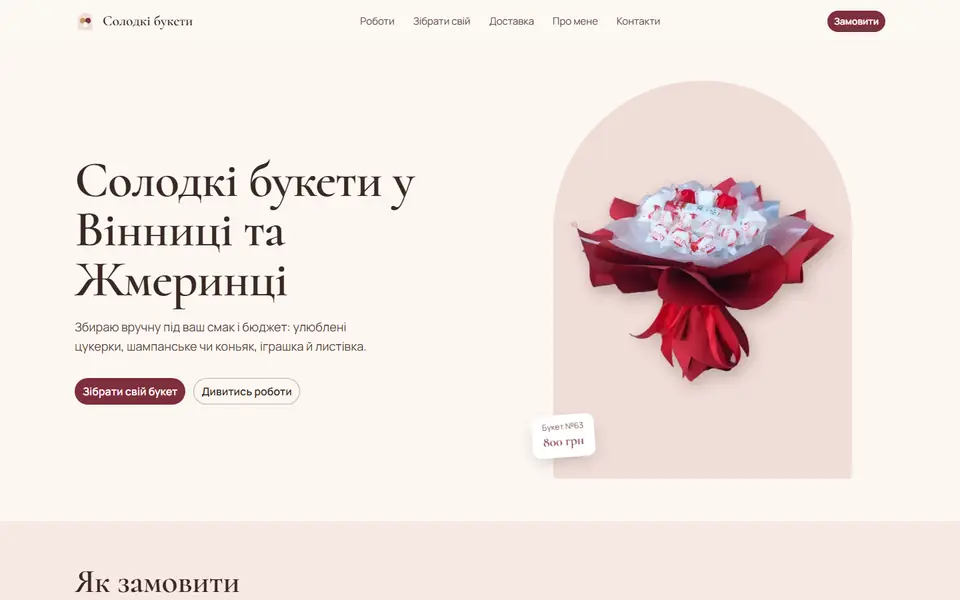 Солодкі букети
Роботи
Зібрати свій
Доставка
Про мене
Контакти
Замовити
Солодкі букети у
Вінниці та
Жмеринці
Збираю вручну під ваш смак і бюджет: улюблені
цукерки, шампанське чи коньяк, іграшка й листівка.
Зібрати свій букет
Дивитись роботи
Букет №63
800 грн
Як замовити